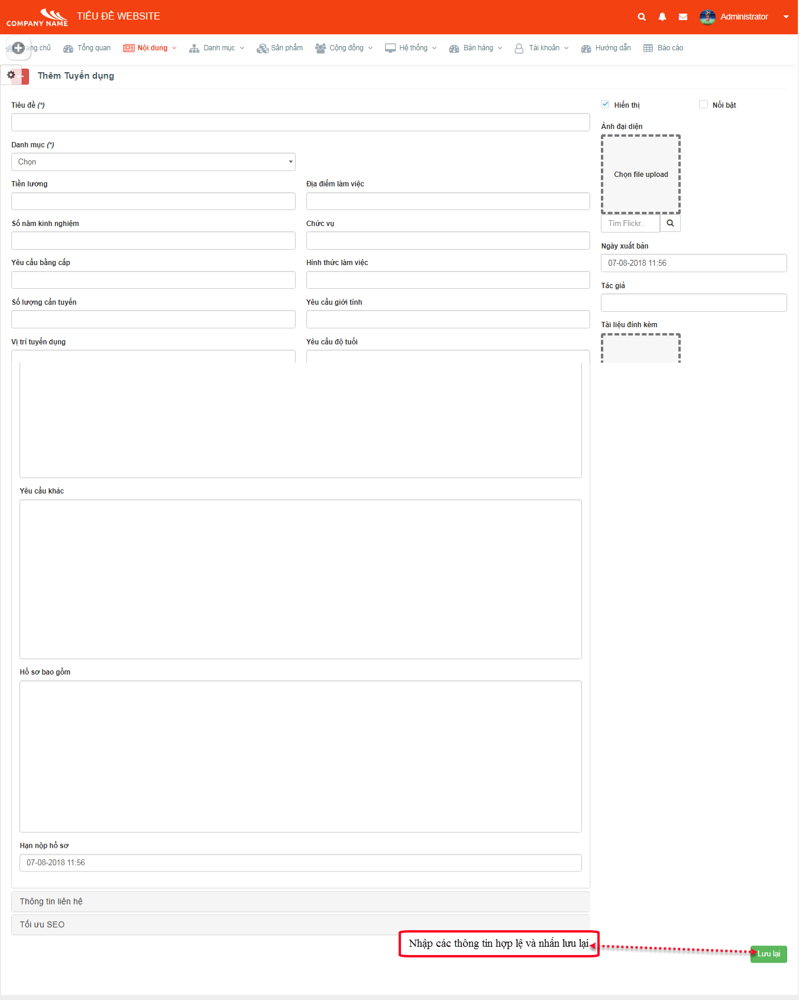 COMPANY NAME TIÊU ĐỀ WEBSITE Administrator
ang chủ Tổng quan Nội dung Danh mục Sản phẩm Cộng đồng Hệ thống Bán hàng Tài khoản Hướng dẫn Báo cáo
Thêm Tuyển dụng
Tiêu đề (*)
Hiển thị Nổi bật
Ảnh đại diện
Danh mục (*)
Chọn
Chọn file upload
Tiền lương Địa điểm làm việc
Số năm kinh nghiệm Chức vụ
Tìm Flickr..
Ngày xuất bản
07-08-2018 11:56
Yêu cầu bằng cấp Hình thức làm việc
Tác giả
Số lượng cần tuyển Yêu cầu giới tính
Tài liệu đính kèm
Vị trí tuyển dụng Yêu cầu độ tuổi
Yêu cầu khác
Hồ sơ bao gồm
Hạn nộp hồ sơ
07-08-2018 11:56
Thông tin liên hệ
Tối ưu SEO
Nhập các thông tin hợp lệ và nhấn lưu lại
Lưu lại